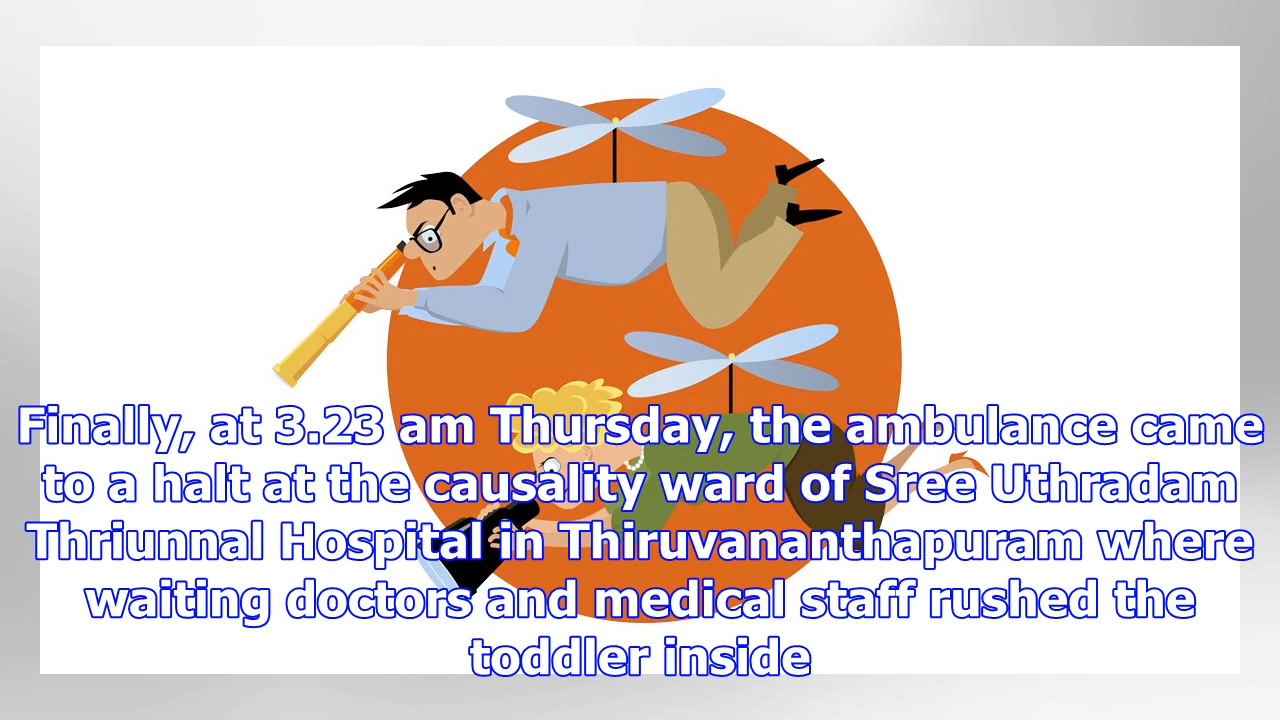 Finally, at 3.23 am Thursday, the ambulance came
to a halt at the causality ward of Sree Uthradam
Thriunnal Hospital in Thiruvananthapuram where
waiting doctors and medical staff rushed the
toddler inside